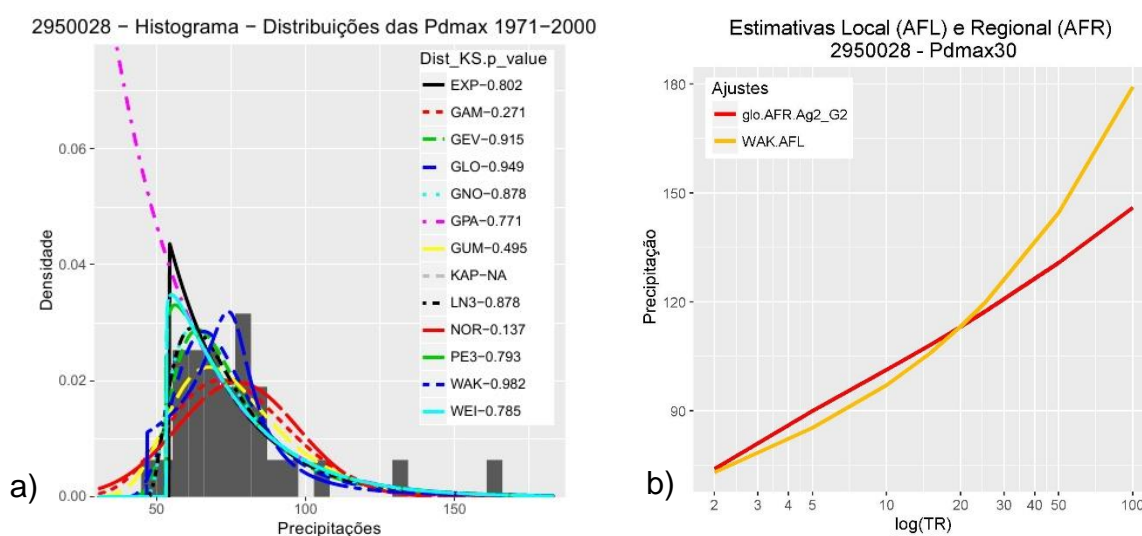 2950028 − Histograma − Distribuições das Pdmax 1971−2000
Densidade
0.06
0.04
0.02
0.00
50
100
150
Precipitações
Dist_KS.p_value
EXP−0.802
GAM−0.271
GEV−0.915
GLO−0.949
GNO−0.878
GPA−0.771
GUM−0.495
KAP−NA
LN3−0.878
NOR−0.137
PE3−0.793
WAK−0.982
WEI−0.785
a)
Estimativas Local (AFL) e Regional (AFR)
2950028 - Pdmax30
Precipitação
180
150
120
90
Ajustes
glo.AFR.Ag2_G2
WAK.AFL
2 3 4 5 10 20 30 40 50 100
log(TR)
b)